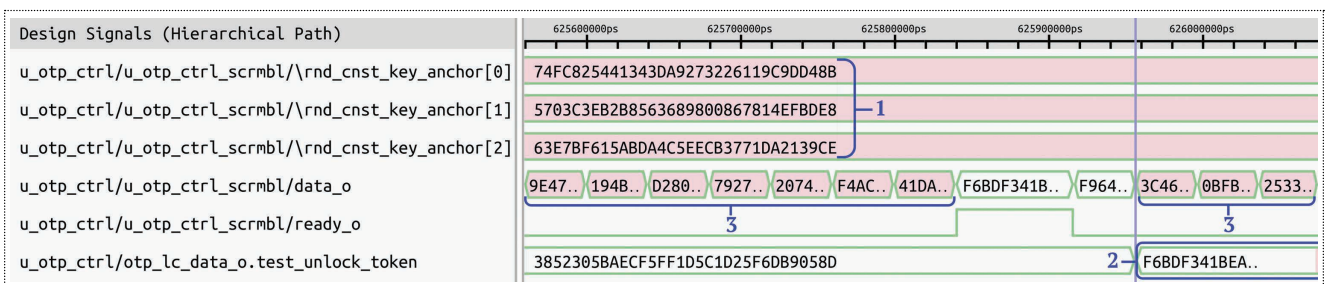 Design Signals (Hierarchical Path) 625600000ps 625700000ps 625800000ps 625900000ps 626000000ps
u_otp_ctrl/u_otp_ctrl_scrmbl/\rnd_cnst_key_anchor[0] 74FC825441343DA9273226119C9DD48B
u_otp_ctrl/u_otp_ctrl_scrmbl/\rnd_cnst_key_anchor[1] 5703C3EB2B8563689800867814EFBDE8 1
u_otp_ctrl/u_otp_ctrl_scrmbl/\rnd_cnst_key_anchor[2] 63E7BF615ABDA4C5EECB3771DA2139CE
u_otp_ctrl/u_otp_ctrl_scrmbl/data_o 9E47.. 194B.. D280.. 7927.. 2074.. F4AC.. 41DA.. F6BDF341B.. F964.. 3C46.. 0BFB.. 2533..
u_otp_ctrl/u_otp_ctrl_scrmbl/ready_o 3 3
u_otp_ctrl/otp_lc_data_o.test_unlock_token 3852305BAECF5FF1D5C1D25F6DB9058D 2 F6BDF341BEA..